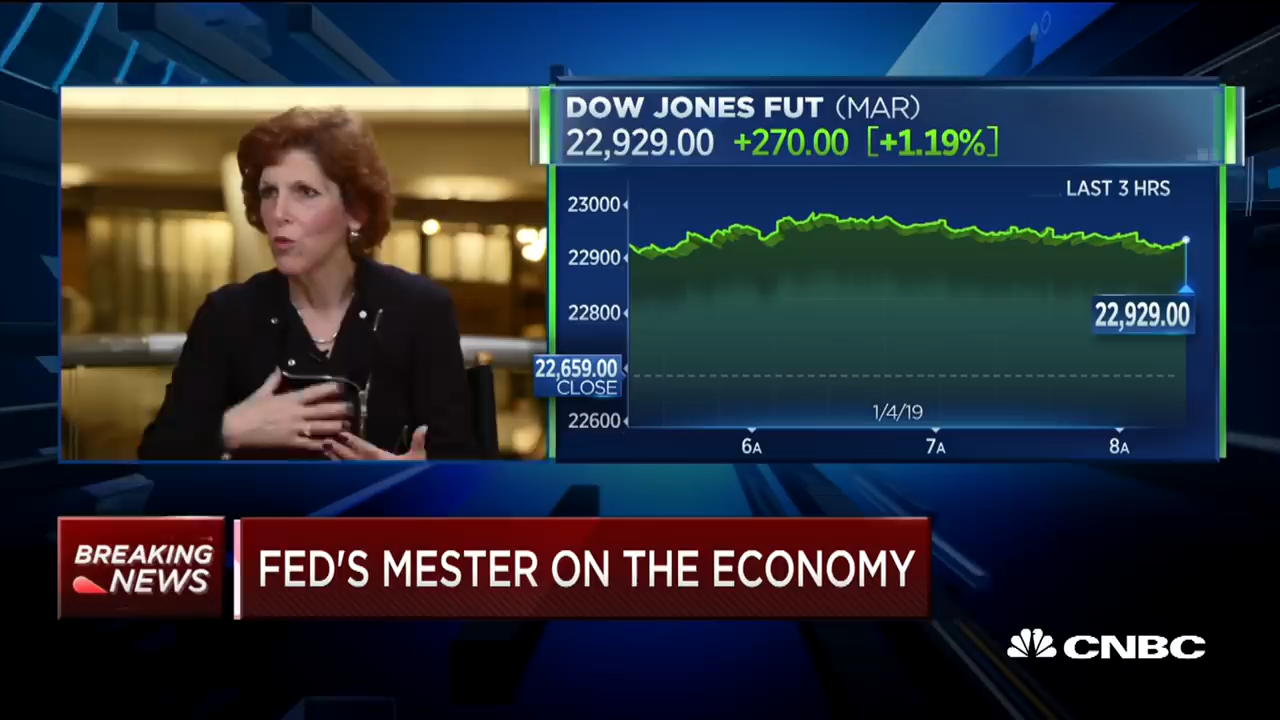 DOW JONES FUT (MAR)
22,929.00 +270.00 [+1.19%]
LAST 3 HRS
23000
22900
22800
22,929.00
22,659.00
CLOSE
22600
1/4/19
6A 7A 8A
BREAKING
NEWS
FED'S MESTER ON THE ECONOMY
CNBC